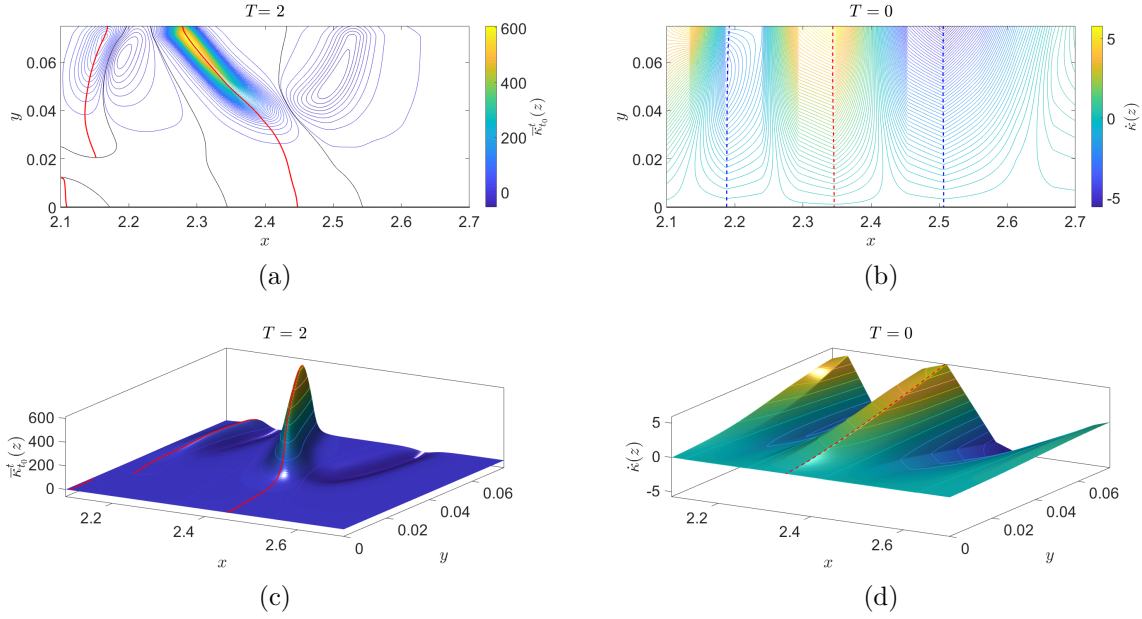 T = 2
0.06
0.04
0.02
0
y
2.1 2.2 2.3 2.4 2.5 2.6 2.7
x
600
400
200
0
κ̄ᵗₜ₀(z)
(a)
T = 0
0.06
0.04
0.02
0
y
2.1 2.2 2.3 2.4 2.5 2.6 2.7
x
5
0
-5
κ̇(z)
(b)
T = 2
600
400
200
0
κ̄ᵗₜ₀(z)
2.2 2.4 2.6
x
0 0.02 0.04 0.06
y
(c)
T = 0
5
0
-5
κ̇(z)
2.2 2.4 2.6
x
0 0.02 0.04 0.06
y
(d)